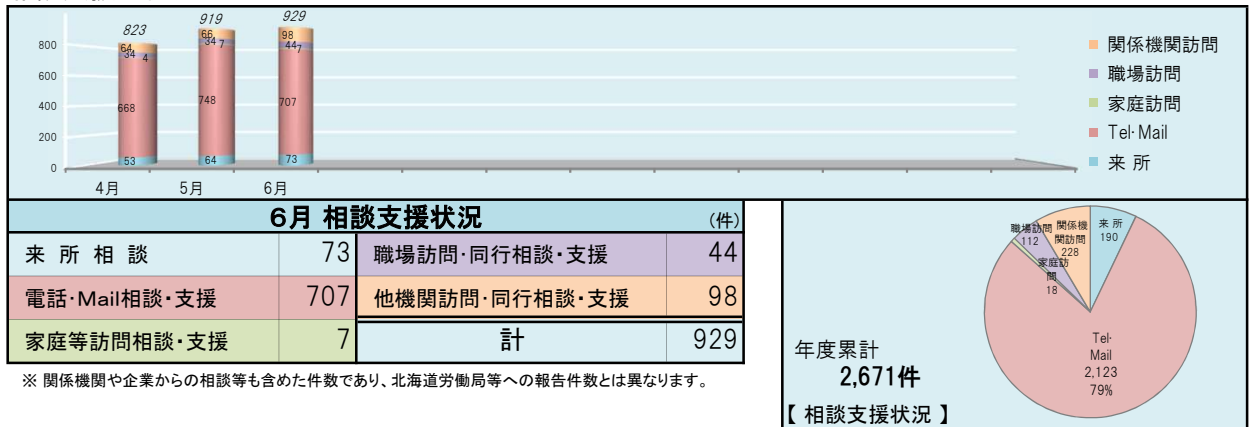 823
919
929
800
600
400
200
0
64
34 4
668
53
66
34 7
748
64
98
44 7
707
73
4月 5月 6月
関係機関訪問
職場訪問
家庭訪問
Tel・Mail
来 所
6月 相談支援状況 (件)
来 所 相 談 73 職場訪問・同行相談・支援 44
電話・Mail相談・支援 707 他機関訪問・同行相談・支援 98
家庭等訪問相談・支援 7 計 929
※ 関係機関や企業からの相談等も含めた件数であり、北海道労働局等への報告件数とは異なります。
職場訪問
112
関係機
関訪問
228
来 所
190
家庭訪
問
18
Tel・
Mail
2,123
79%
年度累計
2,671件
【 相談支援状況 】